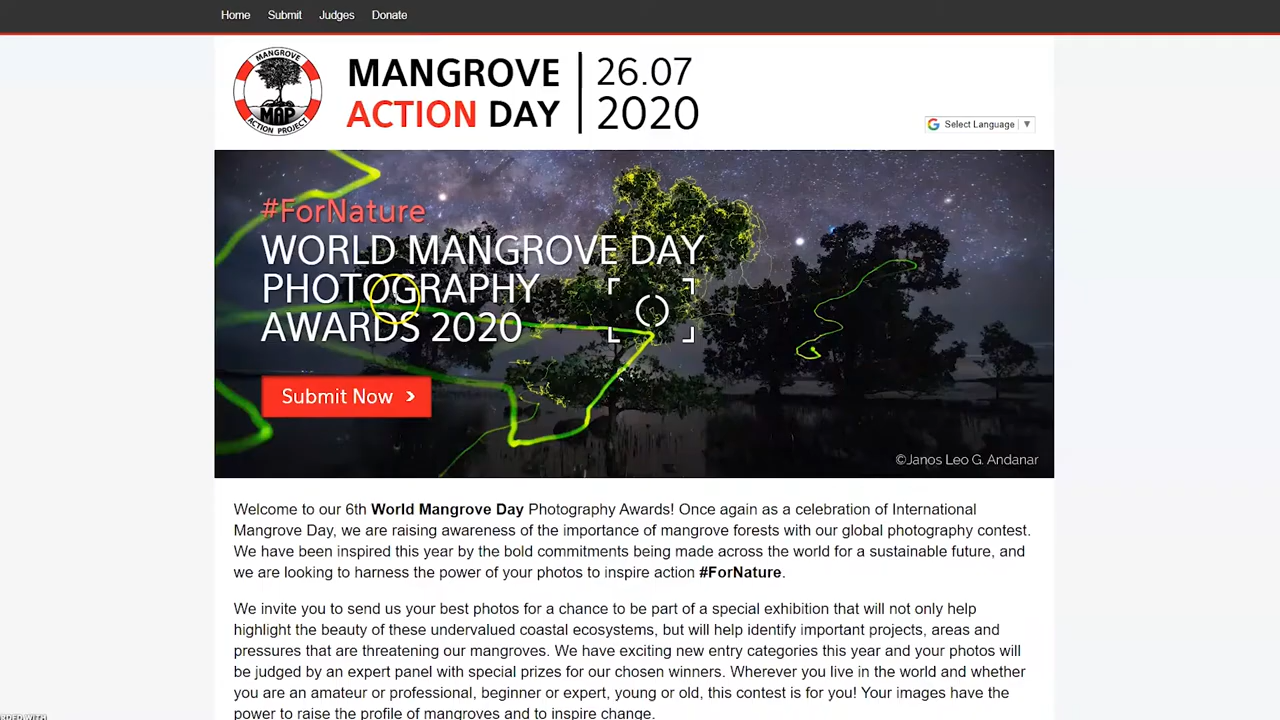 Home Submit Judges Donate
MANGROVE
MAP
ACTION PROJECT
MANGROVE
ACTION DAY
26.07
2020
Select Language ▼
#ForNature
WORLD MANGROVE DAY
PHOTOGRAPHY
AWARDS 2020
Submit Now >
©Janos Leo G. Andanar
Welcome to our 6th World Mangrove Day Photography Awards! Once again as a celebration of International
Mangrove Day, we are raising awareness of the importance of mangrove forests with our global photography contest.
We have been inspired this year by the bold commitments being made across the world for a sustainable future, and
we are looking to harness the power of your photos to inspire action #ForNature.
We invite you to send us your best photos for a chance to be part of a special exhibition that will not only help
highlight the beauty of these undervalued coastal ecosystems, but will help identify important projects, areas and
pressures that are threatening our mangroves. We have exciting new entry categories this year and your photos will
be judged by an expert panel with special prizes for our chosen winners. Wherever you live in the world and whether
you are an amateur or professional, beginner or expert, young or old, this contest is for you! Your images have the
power to raise the profile of mangroves and to inspire change.